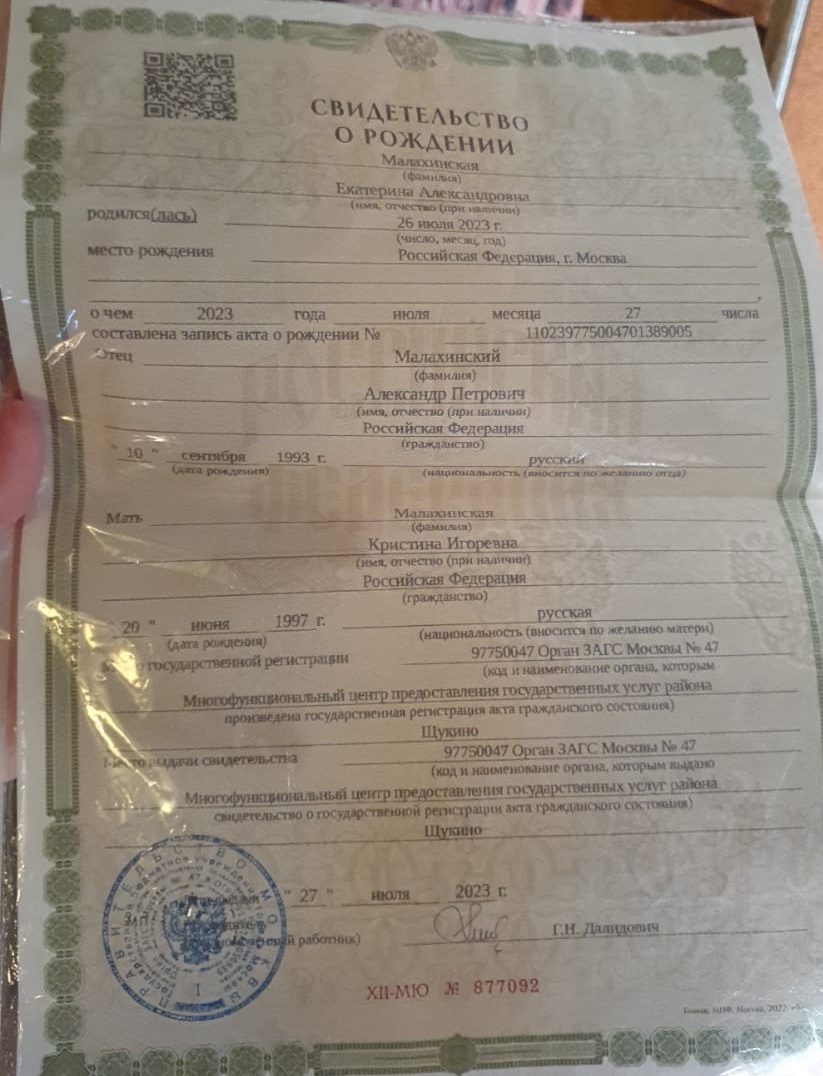 СВИДЕТЕЛЬСТВО
О РОЖДЕНИИ
Малахинская
(фамилия)
Екатерина Александровна
(имя, отчество (при наличии)
родился(лась)
26 июля 2023 г.
(число, месяц, год)
место рождения Российская Федерация, г. Москва
о чем 2023 года июля месяца 27 числа
составлена запись акта о рождении № 110239775004701389005
Отец Малахинский
(фамилия)
Александр Петрович
(имя, отчество (при наличии)
Российская Федерация
(гражданство)
" 10 " сентября 1993 г. русский
(дата рождения) (национальность (вносится по желанию отца)
Мать Малахинская
(фамилия)
Кристина Игоревна
(имя, отчество (при наличии)
Российская Федерация
(гражданство)
" 20 " июня 1997 г. русская
(дата рождения) (национальность (вносится по желанию матери)
государственной регистрации 97750047 Орган ЗАГС Москвы № 47
(код и наименование органа, которым
Многофункциональный центр предоставления государственных услуг района
произведена государственная регистрация акта гражданского состояния)
Щукино
Место выдачи свидетельства 97750047 Орган ЗАГС Москвы № 47
(код и наименование органа, которым выдано
Многофункциональный центр предоставления государственных услуг района
свидетельство о государственной регистрации акта гражданского состояния)
Щукино
ПРАВИТЕЛЬСТВО МОСКВЫ
1
" 27 " июля 2023 г.
работник) Г.Н. Далидович
XII-МЮ № 877092
Москва, 2022